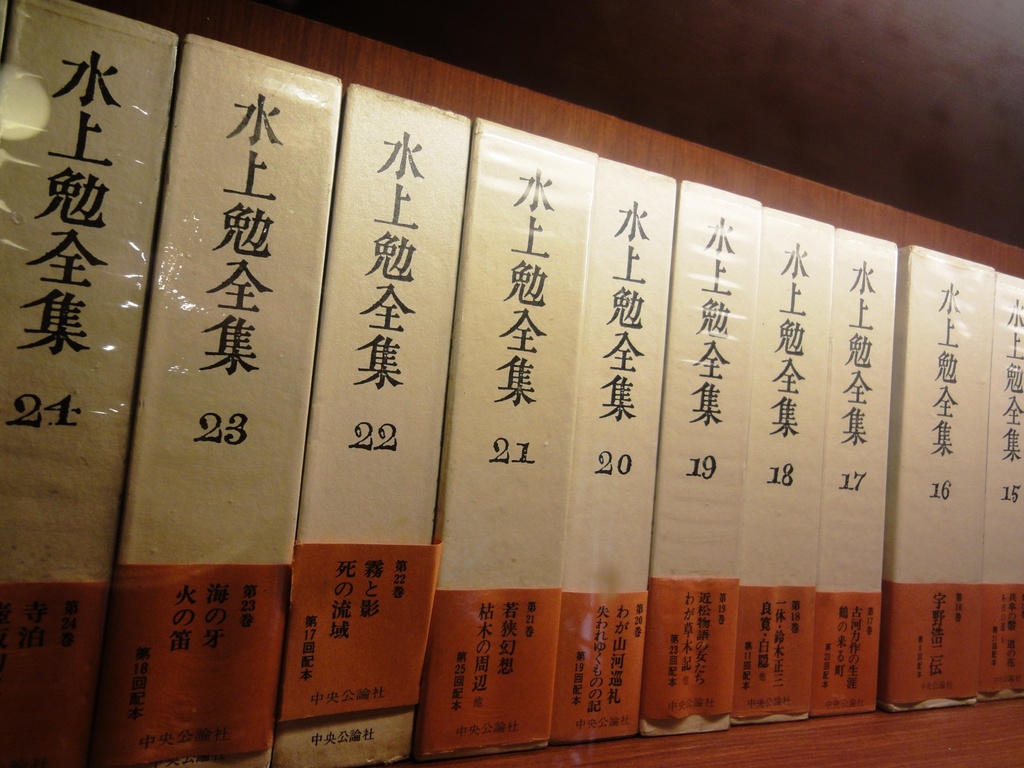 水上勉全集
24
第24巻
寺泊
水上勉全集
23
第23巻
海の牙
火の笛
第18回配本
中央公論社
水上勉全集
22
第22巻
霧と影
死の流域
第17回配本
中央公論社
中央公論社
水上勉全集
21
第21巻
若狭幻想
枯木の周辺 他
第25回配本
中央公論社
水上勉全集
20
第20巻
わが山河巡礼
失われゆくものの記
第19回配本
中央公論社
水上勉全集
19
第19巻
近松物語の女たち
わが草木記 他
第23回配本
中央公論社
水上勉全集
18
第18巻
一休・鈴木正三
良寛・白隠 他
第11回配本
中央公論社
水上勉全集
17
第17巻
古河力作の生涯
鶴の来る町
中央公論社
水上勉全集
16
第16巻
宇野浩二伝
中央公論社
水上勉全集
15